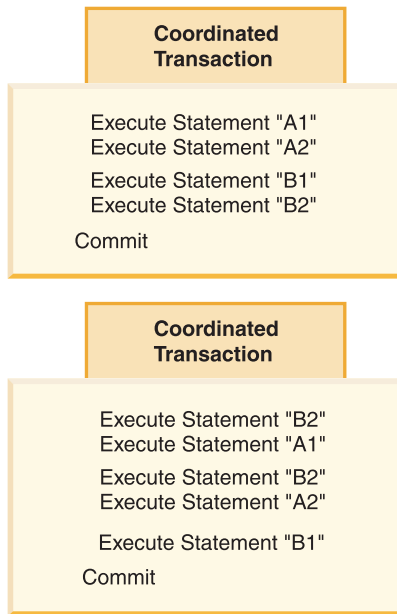 Coordinated
Transaction
Execute Statement "A1"
Execute Statement "A2"
Execute Statement "B1"
Execute Statement "B2"
Commit
Coordinated
Transaction
Execute Statement "B2"
Execute Statement "A1"
Execute Statement "B2"
Execute Statement "A2"
Execute Statement "B1"
Commit